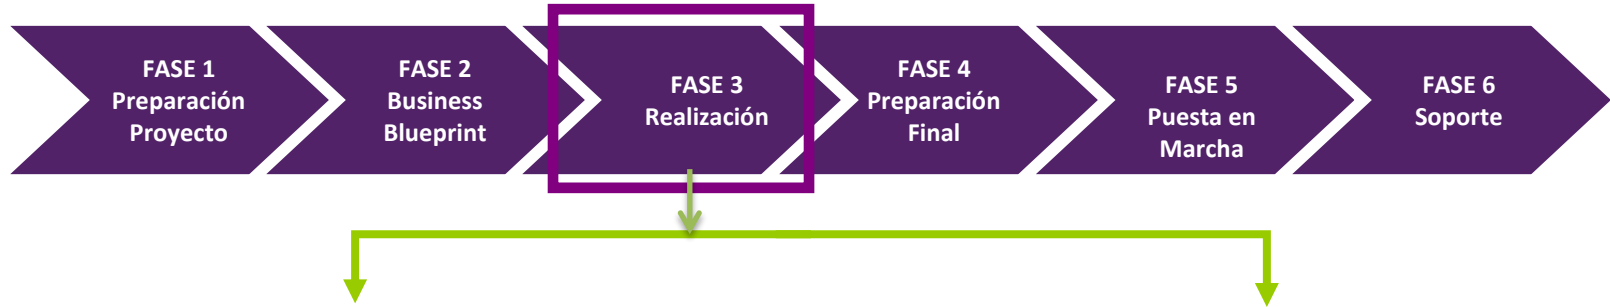 FASE 1
Preparación
Proyecto
FASE 2
Business
Blueprint
FASE 3
Realización
FASE 4
Preparación
Final
FASE 5
Puesta en
Marcha
FASE 6
Soporte